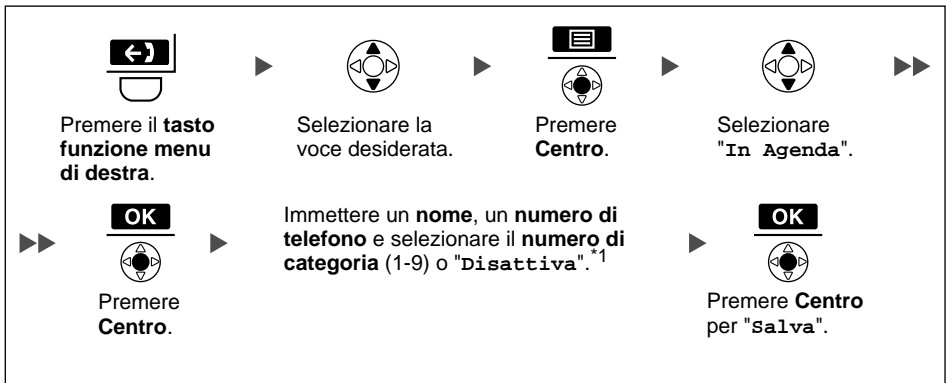 Premere il tasto
funzione menu
di destra.
Selezionare la
voce desiderata.
Premere
Centro.
Selezionare
"In Agenda".
OK
Premere
Centro.
Immettere un nome, un numero di
telefono e selezionare il numero di
categoria (1-9) o "Disattiva".*1
OK
Premere Centro
per "Salva".